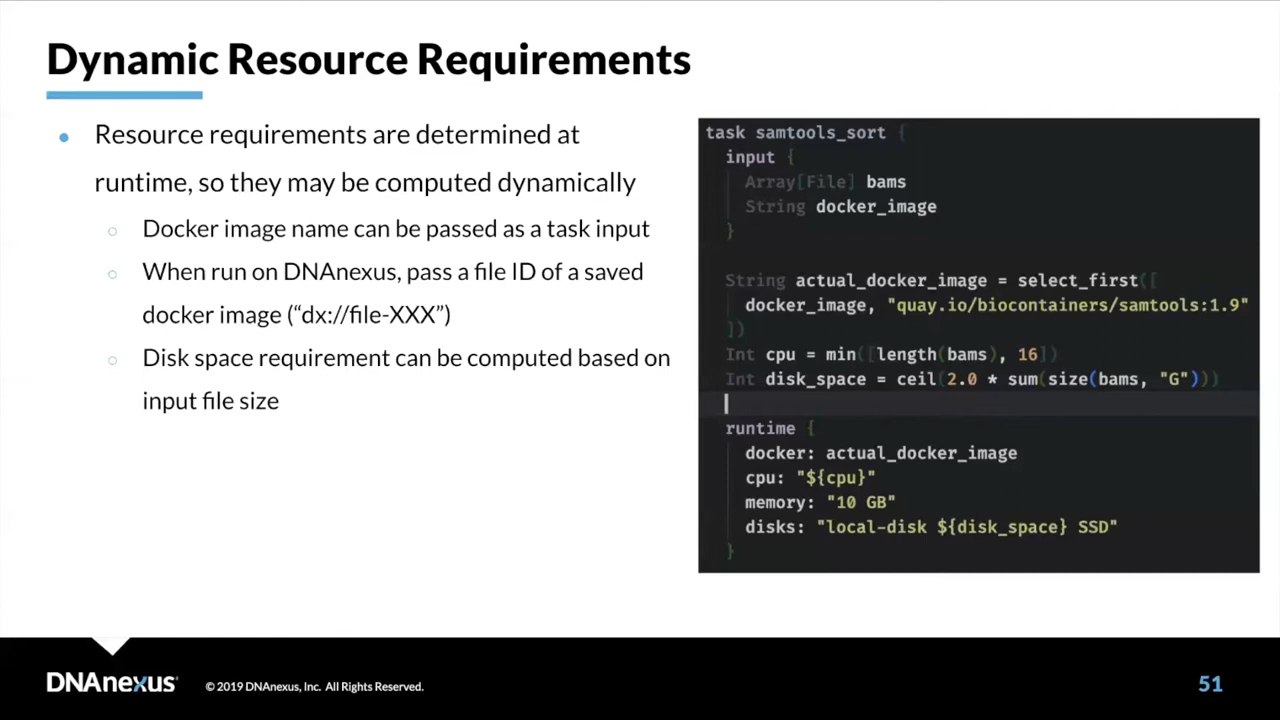 Dynamic Resource Requirements
Resource requirements are determined at
runtime, so they may be computed dynamically
Docker image name can be passed as a task input
When run on DNAnexus, pass a file ID of a saved
docker image (“dx://file-XXX”)
Disk space requirement can be computed based on
input file size
task samtools_sort {
input {
Array[File] bams
String docker_image
}
String actual_docker_image = select_first([
docker_image, "quay.io/biocontainers/samtools:1.9"
])
Int cpu = min([length(bams), 16])
Int disk_space = ceil(2.0 * sum(size(bams, "G")))
runtime {
docker: actual_docker_image
cpu: "${cpu}"
memory: "10 GB"
disks: "local-disk ${disk_space} SSD"
}
DNAnexus
© 2019 DNAnexus, Inc. All Rights Reserved.
51